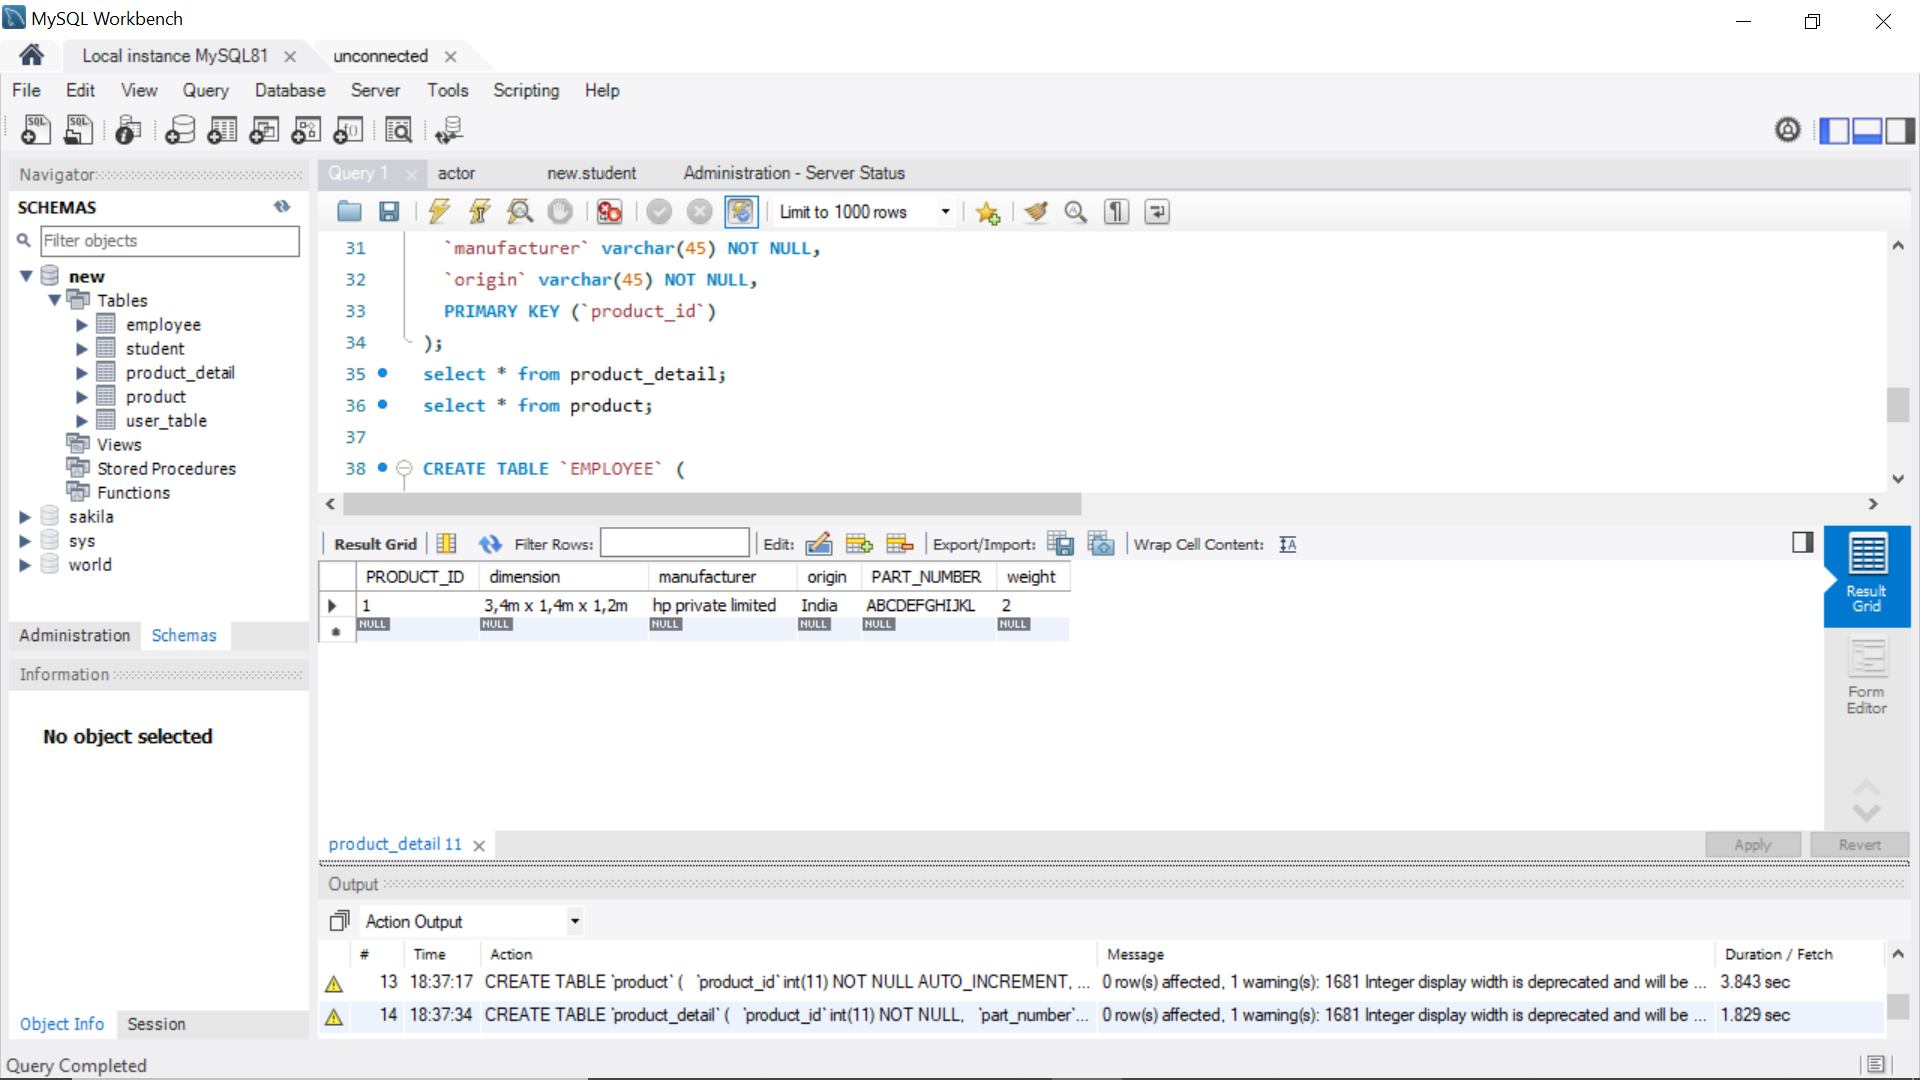 MySQL Workbench
Local instance MySQL81
unconnected
File Edit View Query Database Server Tools Scripting Help
Navigator
SCHEMAS
Filter objects
new
Tables
employee
student
product_detail
product
user_table
Views
Stored Procedures
Functions
sakila
sys
world
Administration Schemas
Information
No object selected
Object Info Session
Query Completed
Query 1 actor new.student Administration - Server Status
Limit to 1000 rows
31 `manufacturer` varchar(45) NOT NULL,
32 `origin` varchar(45) NOT NULL,
33 PRIMARY KEY (`product_id`)
34 );
35 select * from product_detail;
36 select * from product;
37
38 CREATE TABLE `EMPLOYEE` (
Result Grid Filter Rows: Edit: Export/Import: Wrap Cell Content:
PRODUCT_ID dimension manufacturer origin PART_NUMBER weight
1 3,4m x 1,4m x 1,2m hp private limited India ABCDEFGHIJKL 2
NULL NULL NULL NULL NULL NULL
Result
Grid
Form
Editor
product_detail 11
Apply Revert
Output
Action Output
# Time Action Message Duration / Fetch
13 18:37:17 CREATE TABLE `product` ( `product_id` int(11) NOT NULL AUTO_INCREMENT, ... 0 row(s) affected, 1 warning(s): 1681 Integer display width is deprecated and will be ... 3.843 sec
14 18:37:34 CREATE TABLE `product_detail` ( `product_id` int(11) NOT NULL, `part_number`... 0 row(s) affected, 1 warning(s): 1681 Integer display width is deprecated and will be ... 1.829 sec